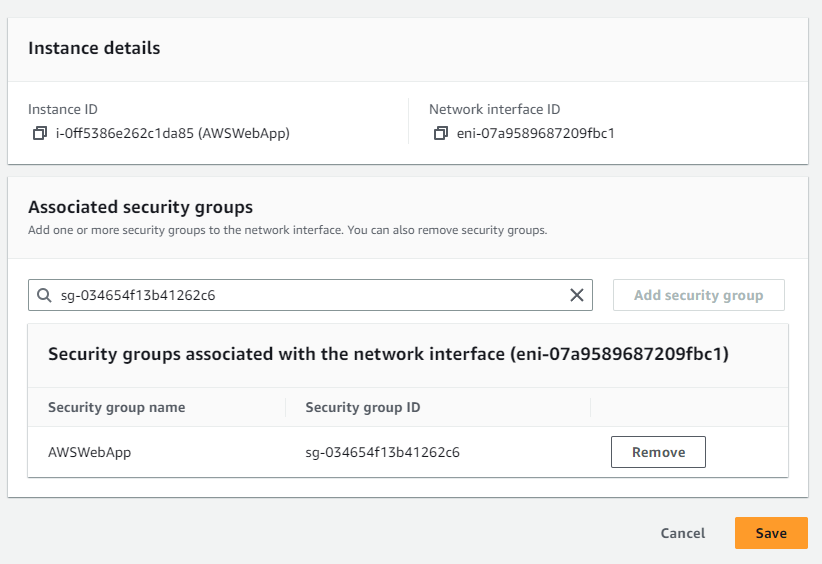 Instance details
Instance ID
i-0ff5386e262c1da85 (AWSWebApp)
Network interface ID
eni-07a9589687209fbc1
Associated security groups
Add one or more security groups to the network interface. You can also remove security groups.
sg-034654f13b41262c6
Add security group
Security groups associated with the network interface (eni-07a9589687209fbc1)
Security group name
Security group ID
AWSWebApp
sg-034654f13b41262c6
Remove
Cancel
Save